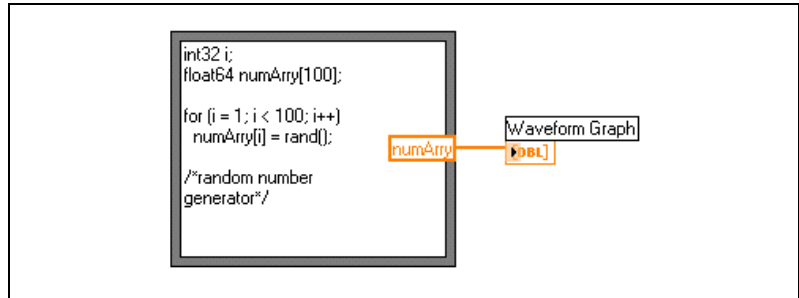 int32 i;
float64 numArry[100];
for (i = 1; i < 100; i++)
numArry[i] = rand();
numArry
Waveform Graph
DBL]
/*random number
generator*/